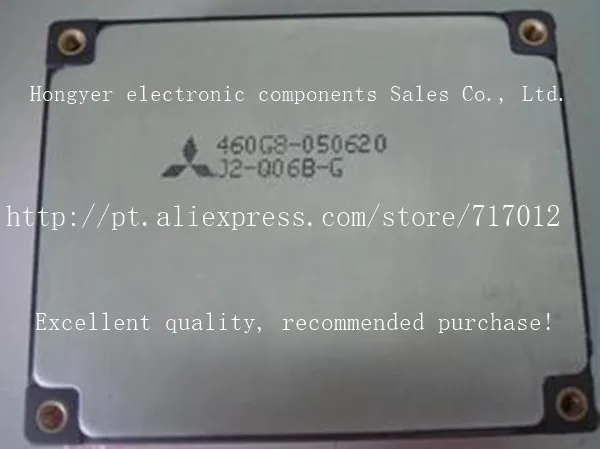 Hongyer electronic components Sales Co., Ltd.
460G8-050620
J2-Q06B-G
http://pt.aliexpress.com/store/717012
Excellent quality, recommended purchase!